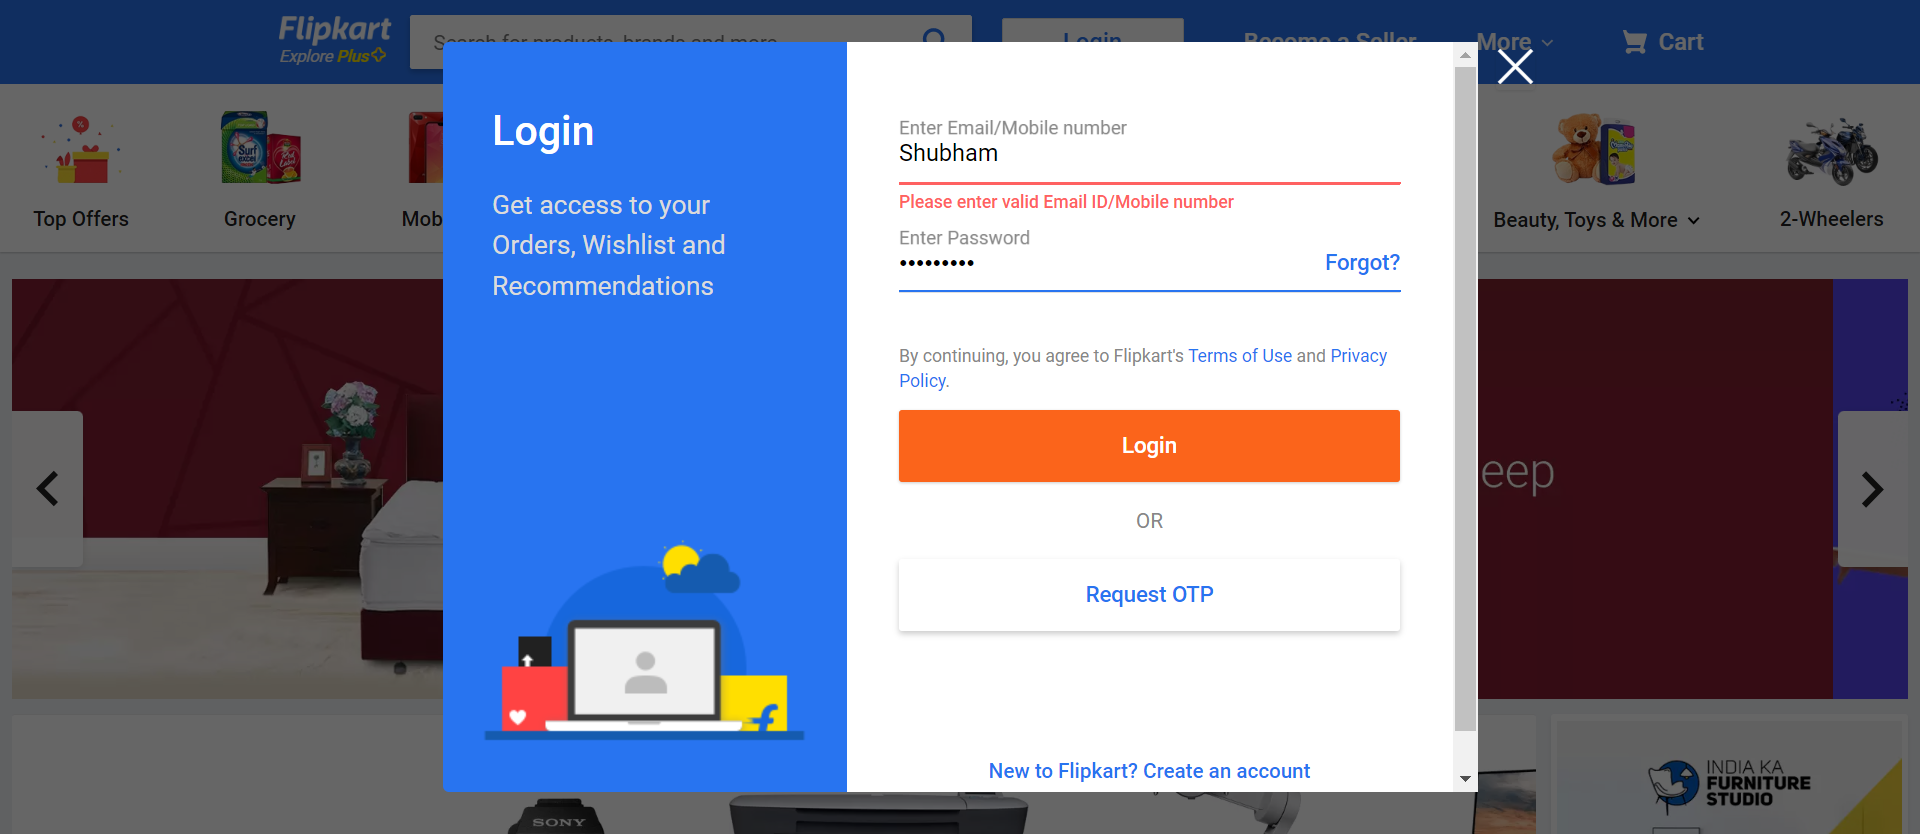 Flipkart
Explore Plus
Search for products, brands and more
Login
Become a Seller
More
Cart
Top Offers
Grocery
Mob
Beauty, Toys & More
2-Wheelers
Surf
excel
Login
Get access to your
Orders, Wishlist and
Recommendations
Enter Email/Mobile number
Shubham
Please enter valid Email ID/Mobile number
Enter Password
•••••••••
Forgot?
By continuing, you agree to Flipkart's Terms of Use and Privacy
Policy.
Login
OR
Request OTP
New to Flipkart? Create an account
eep
SONY
INDIA KA
FURNITURE
STUDIO